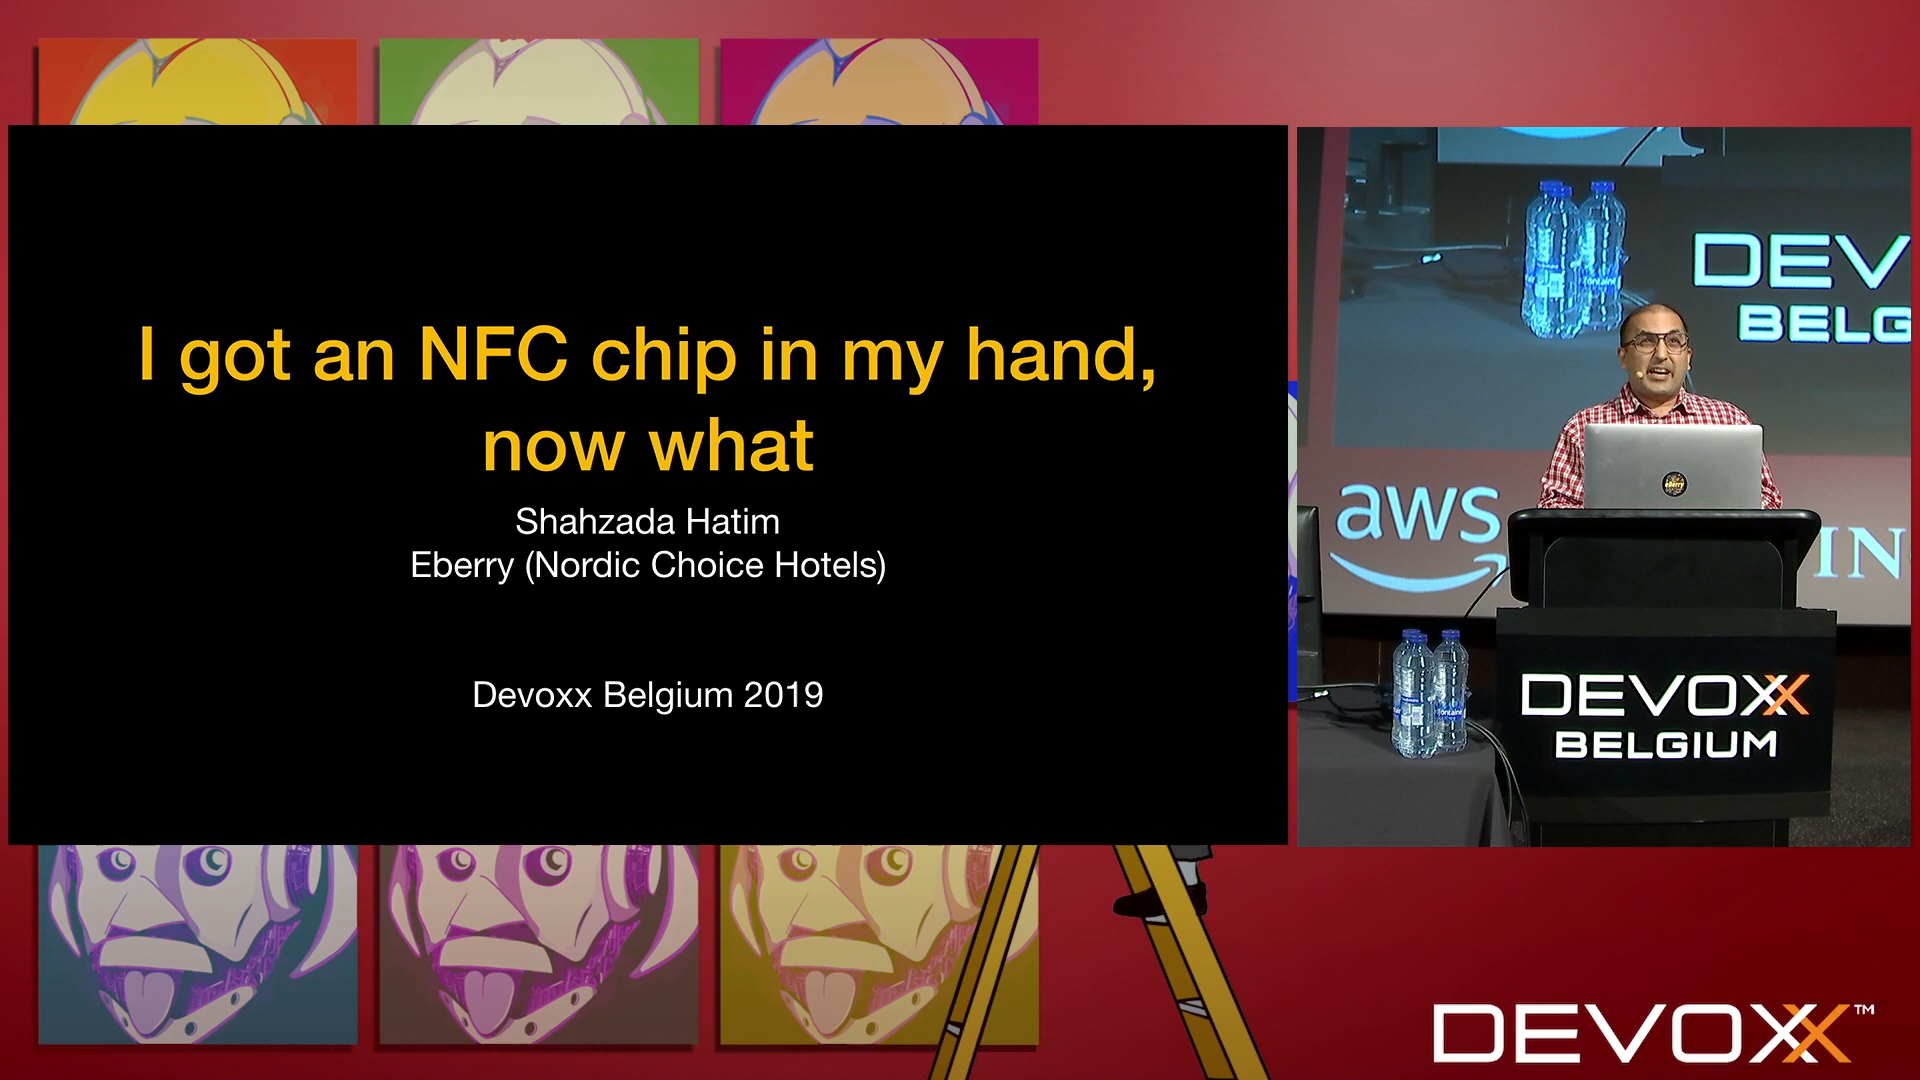 I got an NFC chip in my hand,
now what
Shahzada Hatim
Eberry (Nordic Choice Hotels)
Devoxx Belgium 2019
DEV
BELG
aws
IN
eBerry
DEVOXX
BELGIUM
DEVOXX™